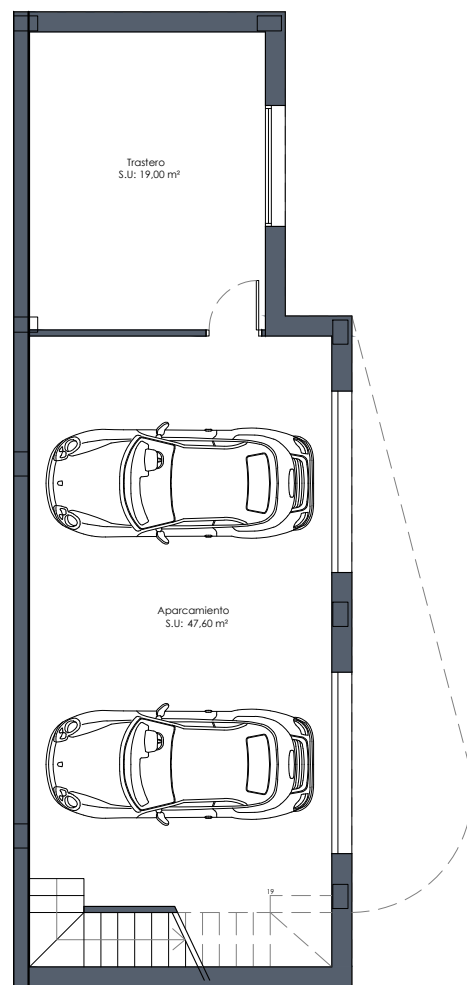 Trastero
S.U: 19,00 m²
Aparcamiento
S.U: 47,60 m²
19